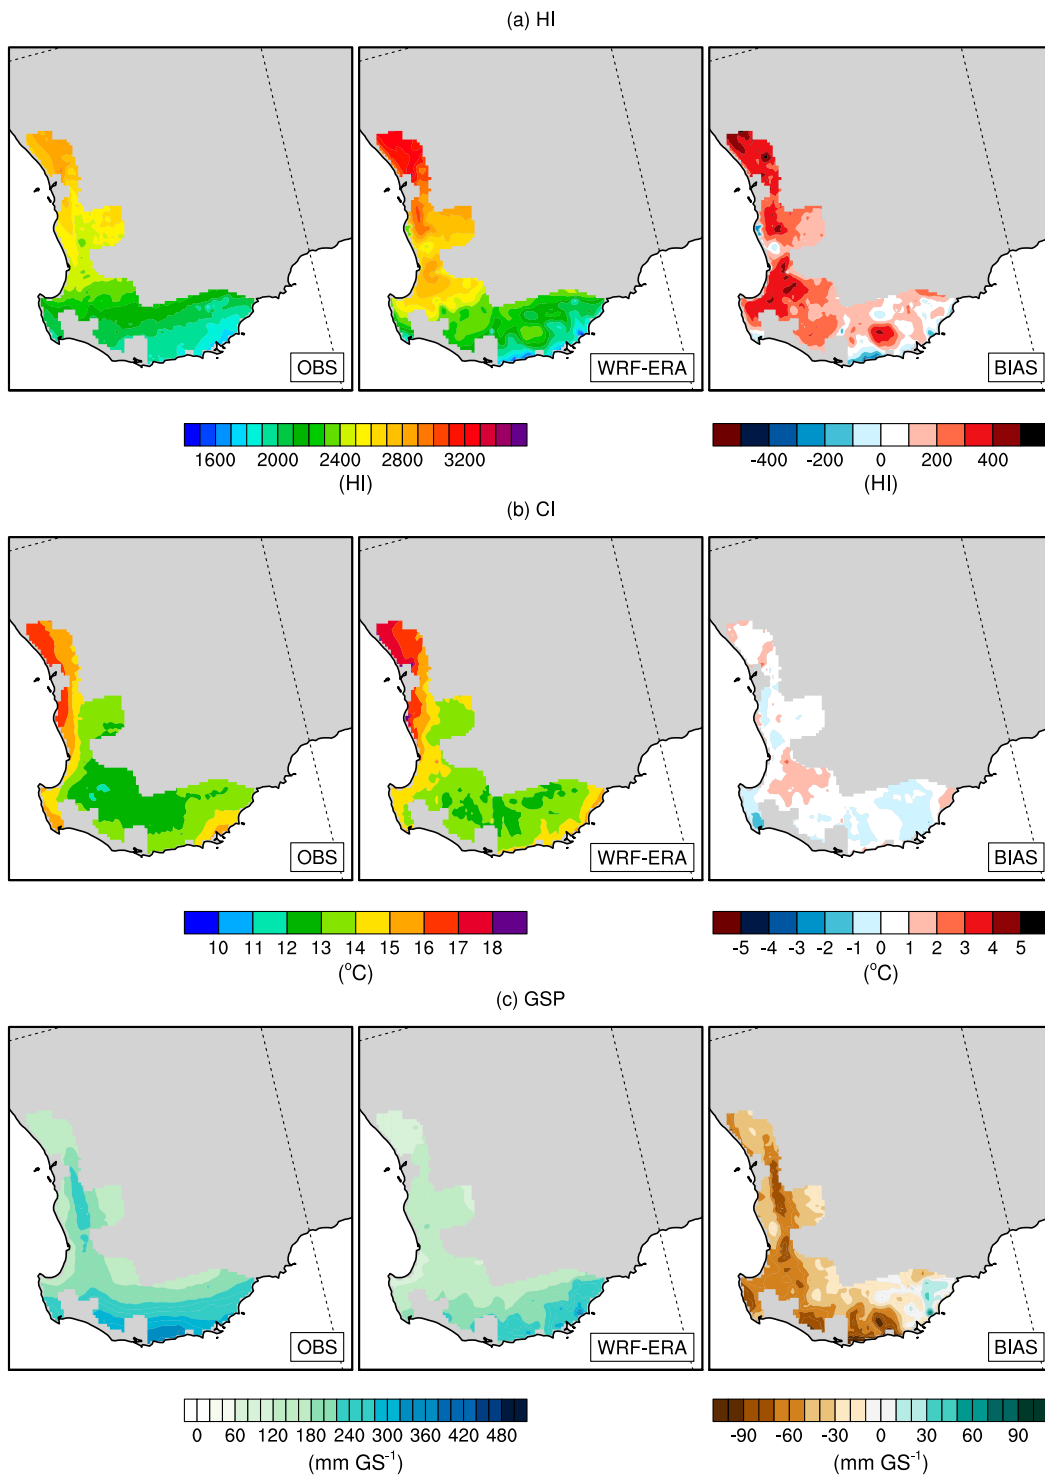 (a) HI
OBS WRF-ERA BIAS
1600 2000 2400 2800 3200 -400 -200 0 200 400
(HI) (HI)
(b) CI
OBS WRF-ERA BIAS
10 11 12 13 14 15 16 17 18 -5 -4 -3 -2 -1 0 1 2 3 4 5
(°C) (°C)
(c) GSP
OBS WRF-ERA BIAS
0 60 120 180 240 300 360 420 480 -90 -60 -30 0 30 60 90
(mm GS⁻¹) (mm GS⁻¹)